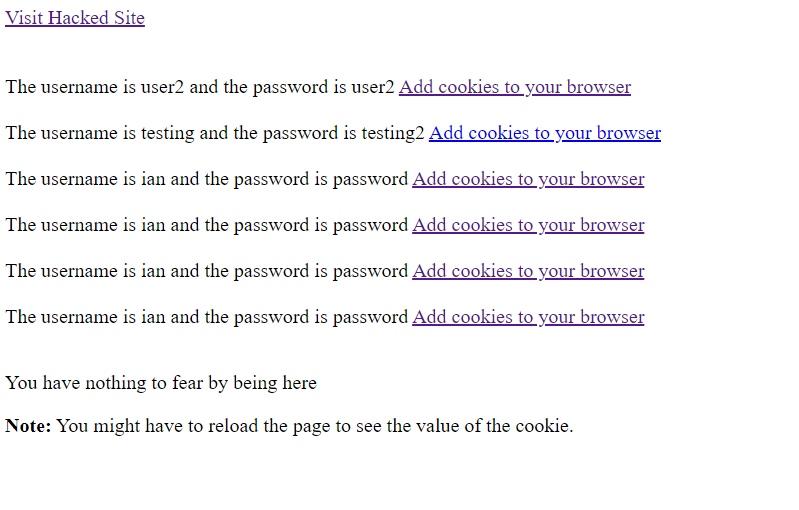 Visit Hacked Site
The username is user2 and the password is user2 Add cookies to your browser
The username is testing and the password is testing2 Add cookies to your browser
The username is ian and the password is password Add cookies to your browser
The username is ian and the password is password Add cookies to your browser
The username is ian and the password is password Add cookies to your browser
The username is ian and the password is password Add cookies to your browser
You have nothing to fear by being here
Note: You might have to reload the page to see the value of the cookie.